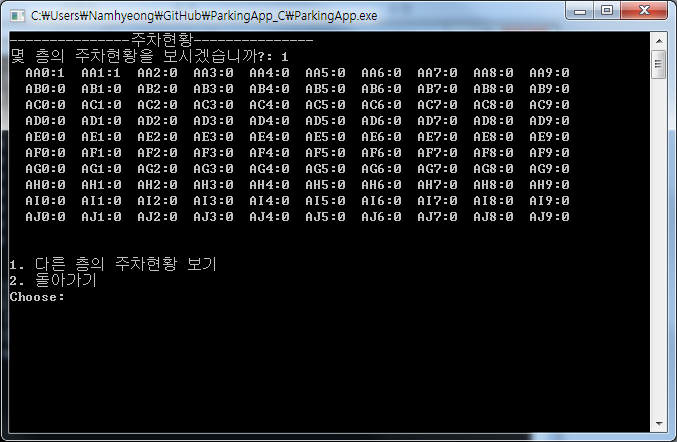 C:₩Users₩Namhyeong₩GitHub₩ParkingApp_C₩ParkingApp.exe
---------------주차현황---------------
몇 층의 주차현황을 보시겠습니까?: 1
AA0:1 AA1:1 AA2:0 AA3:0 AA4:0 AA5:0 AA6:0 AA7:0 AA8:0 AA9:0
AB0:0 AB1:0 AB2:0 AB3:0 AB4:0 AB5:0 AB6:0 AB7:0 AB8:0 AB9:0
AC0:0 AC1:0 AC2:0 AC3:0 AC4:0 AC5:0 AC6:0 AC7:0 AC8:0 AC9:0
AD0:0 AD1:0 AD2:0 AD3:0 AD4:0 AD5:0 AD6:0 AD7:0 AD8:0 AD9:0
AE0:0 AE1:0 AE2:0 AE3:0 AE4:0 AE5:0 AE6:0 AE7:0 AE8:0 AE9:0
AF0:0 AF1:0 AF2:0 AF3:0 AF4:0 AF5:0 AF6:0 AF7:0 AF8:0 AF9:0
AG0:0 AG1:0 AG2:0 AG3:0 AG4:0 AG5:0 AG6:0 AG7:0 AG8:0 AG9:0
AH0:0 AH1:0 AH2:0 AH3:0 AH4:0 AH5:0 AH6:0 AH7:0 AH8:0 AH9:0
AI0:0 AI1:0 AI2:0 AI3:0 AI4:0 AI5:0 AI6:0 AI7:0 AI8:0 AI9:0
AJ0:0 AJ1:0 AJ2:0 AJ3:0 AJ4:0 AJ5:0 AJ6:0 AJ7:0 AJ8:0 AJ9:0
1. 다른 층의 주차현황 보기
2. 돌아가기
Choose: